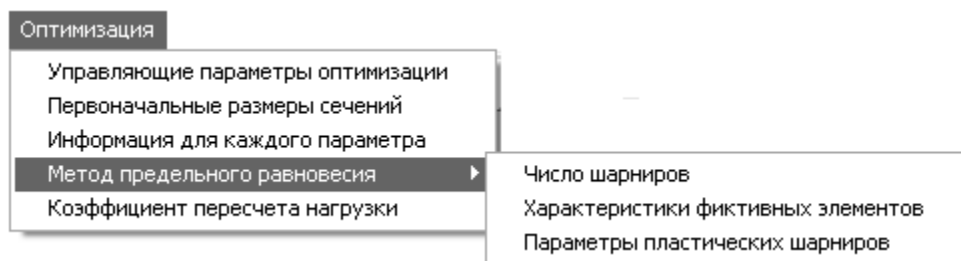 Оптимизация
Управляющие параметры оптимизации
Первоначальные размеры сечений
Информация для каждого параметра
Метод предельного равновесия
Коэффициент пересчета нагрузки
Число шарниров
Характеристики фиктивных элементов
Параметры пластических шарниров